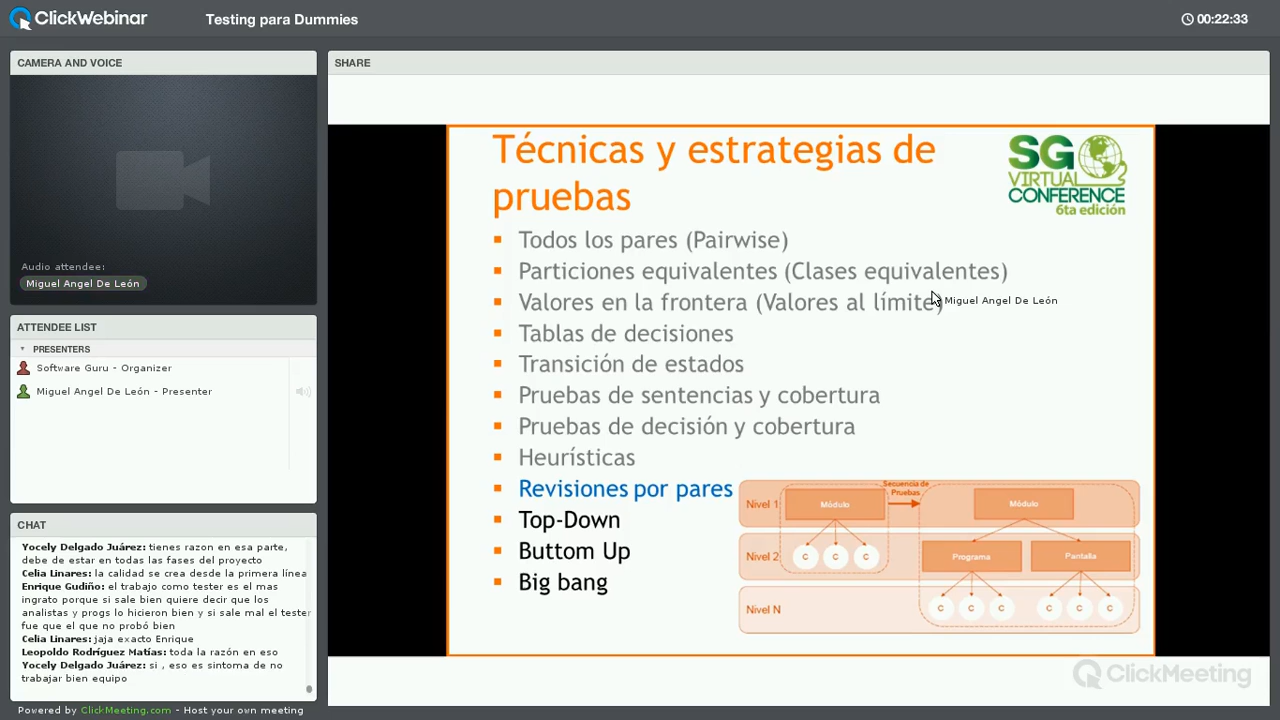 ClickWebinar
Testing para Dummies
00:22:33
CAMERA AND VOICE
Audio attendee:
Miguel Angel De León
ATTENDEE LIST
PRESENTERS
Software Guru - Organizer
Miguel Angel De León - Presenter
CHAT
Yocely Delgado Juárez: tienes razon en esa parte,
debe de estar en todas las fases del proyecto
Celia Linares: la calidad se crea desde la primera línea
Enrique Gudiño: el trabajo como tester es el mas
ingrato porque si sale bien quiere decir que los
analistas y progs lo hicieron bien y si sale mal el tester
fue que el que no probó bien
Celia Linares: jaja exacto Enrique
Leopoldo Rodríguez Matías: toda la razón en eso
Yocely Delgado Juárez: si , eso es sintoma de no
trabajar bien equipo
Powered by ClickMeeting.com - Host your own meeting
SHARE
Técnicas y estrategias de
pruebas
SG
VIRTUAL
CONFERENCE
6ta edición
Todos los pares (Pairwise)
Particiones equivalentes (Clases equivalentes)
Valores en la frontera (Valores al límite)
Miguel Angel De León
Tablas de decisiones
Transición de estados
Pruebas de sentencias y cobertura
Pruebas de decisión y cobertura
Heurísticas
Revisiones por pares
Top-Down
Buttom Up
Big bang
Secuencia de
Pruebas
Nivel 1
Módulo
Módulo
Nivel 2
C C C
Programa
Pantalla
Nivel N
C C C C C C
ClickMeeting